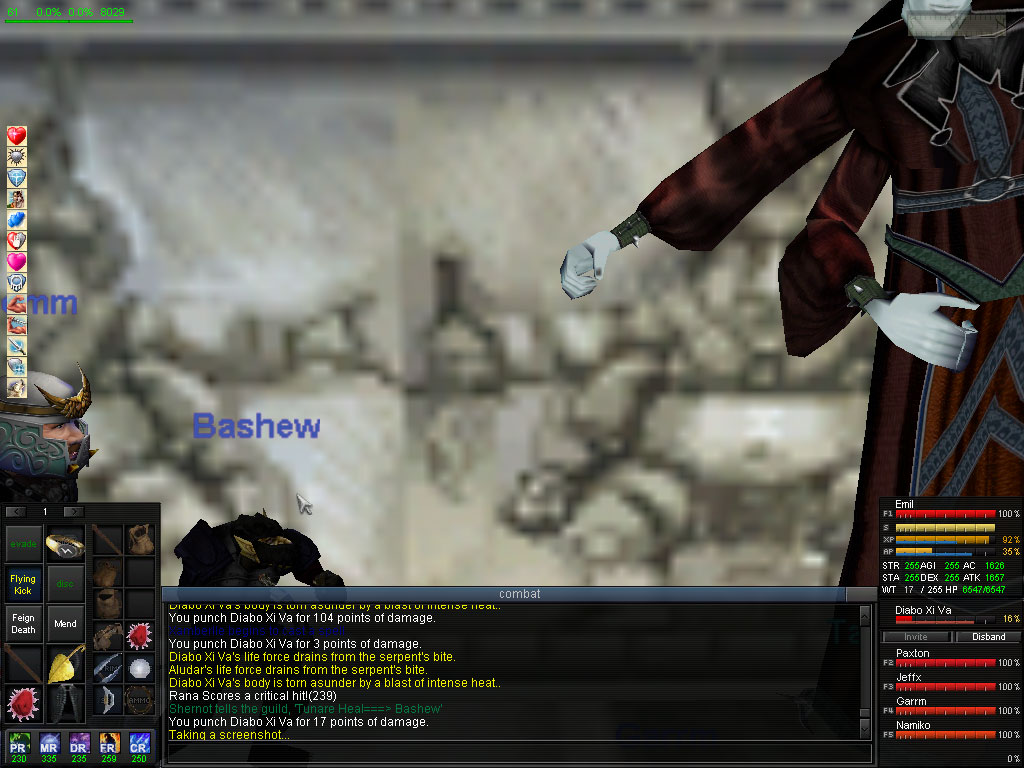 61 0.0% 0.0% 8029
mm
Bashew
< 1 >
evade
Flying Kick
disc
Feign Death
Mend
AMMO
PR MR DR FR CR
230 335 235 259 250
combat
Diabo Xi Va's body is torn asunder by a blast of intense heat..
You punch Diabo Xi Va for 104 points of damage.
You punch Diabo Xi Va for 3 points of damage.
Diabo Xi Va's life force drains from the serpent's bite.
Aludar's life force drains from the serpent's bite.
Diabo Xi Va's body is torn asunder by a blast of intense heat..
Rana Scores a critical hit!(239)
Shernot tells the guild, 'Tunare Heal===> Bashew'
You punch Diabo Xi Va for 17 points of damage.
Taking a screenshot...
Emil
F1 100%
S
XP 92%
AP 35%
STR 255 AGI 255 AC 1626
STA 255 DEX 255 ATK 1657
WT 17 / 255 HP 6547/6547
Diabo Xi Va
16%
Invite Disband
Paxton
F2 100%
Jeffx
F3 100%
Garrm
F4 100%
Namiko
F5 100%
0%